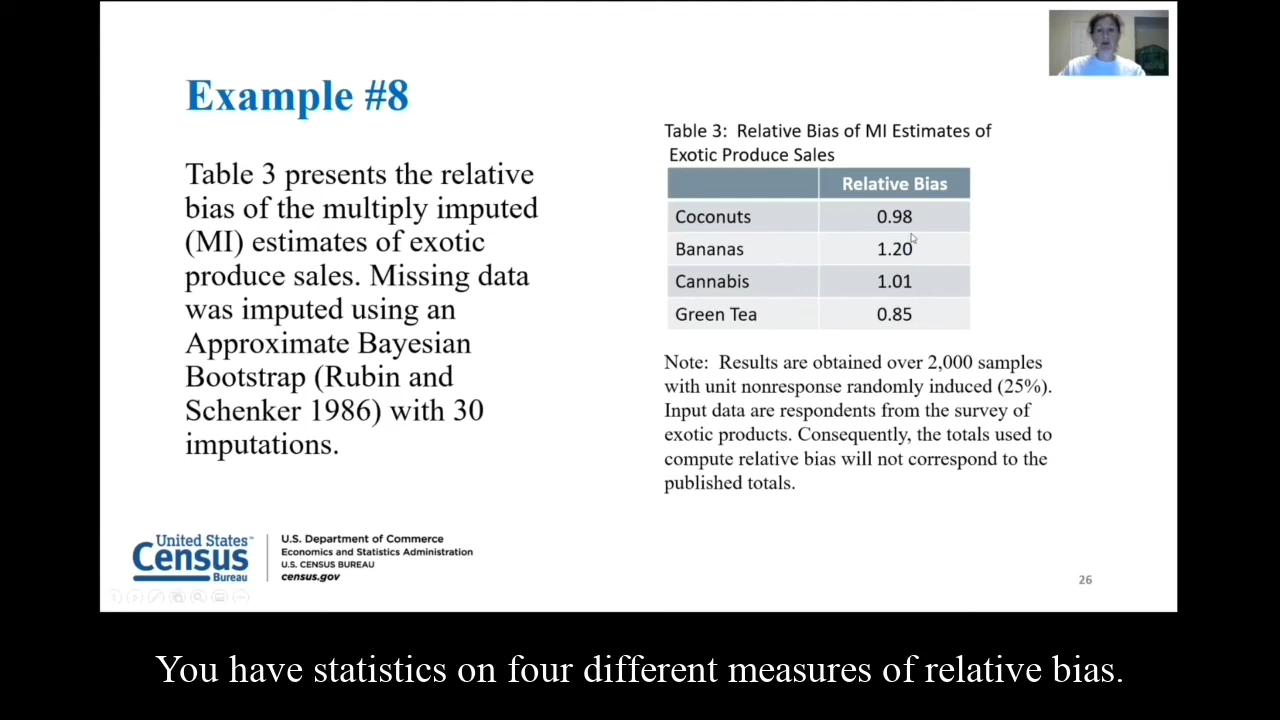 Example #8
Table 3 presents the relative
bias of the multiply imputed
(MI) estimates of exotic
produce sales. Missing data
was imputed using an
Approximate Bayesian
Bootstrap (Rubin and
Schenker 1986) with 30
imputations.
Table 3: Relative Bias of MI Estimates of
Exotic Produce Sales
Relative Bias
Coconuts 0.98
Bananas 1.20
Cannabis 1.01
Green Tea 0.85
Note: Results are obtained over 2,000 samples
with unit nonresponse randomly induced (25%).
Input data are respondents from the survey of
exotic products. Consequently, the totals used to
compute relative bias will not correspond to the
published totals.
United States™
Census
Bureau
U.S. Department of Commerce
Economics and Statistics Administration
U.S. CENSUS BUREAU
census.gov
26
You have statistics on four different measures of relative bias.